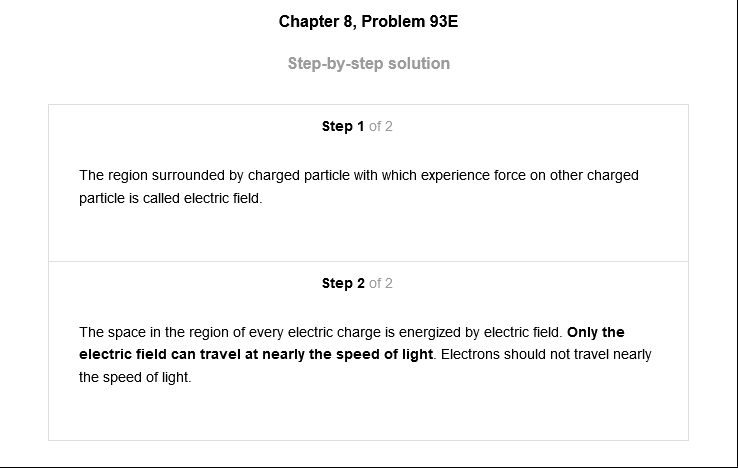 Chapter 8, Problem 93E
Step-by-step solution
Step 1 of 2
The region surrounded by charged particle with which experience force on other charged
particle is called electric field.
Step 2 of 2
The space in the region of every electric charge is energized by electric field. Only the
electric field can travel at nearly the speed of light. Electrons should not travel nearly
the speed of light.